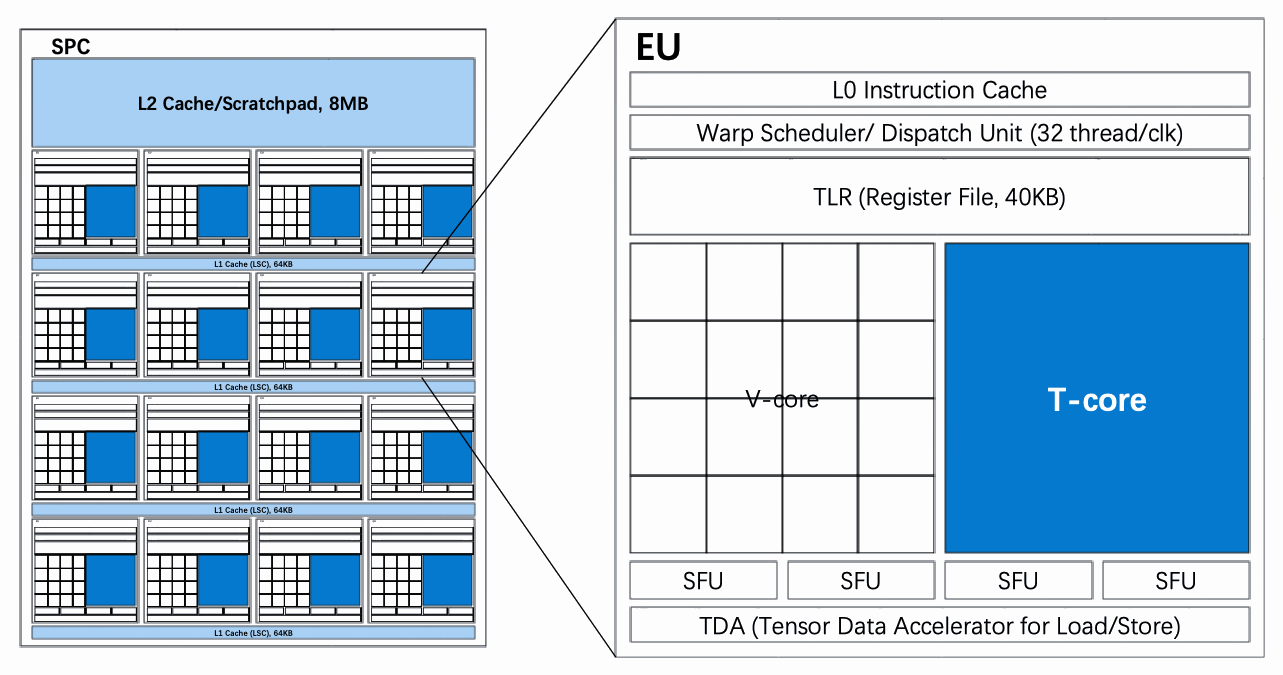 SPC
L2 Cache/Scratchpad, 8MB
L1 Cache (LSC), 64KB
L1 Cache (LSC), 64KB
L1 Cache (LSC), 64KB
L1 Cache (LSC), 64KB
EU
L0 Instruction Cache
Warp Scheduler/ Dispatch Unit (32 thread/clk)
TLR (Register File, 40KB)
V-core
T-core
SFU
SFU
SFU
SFU
TDA (Tensor Data Accelerator for Load/Store)